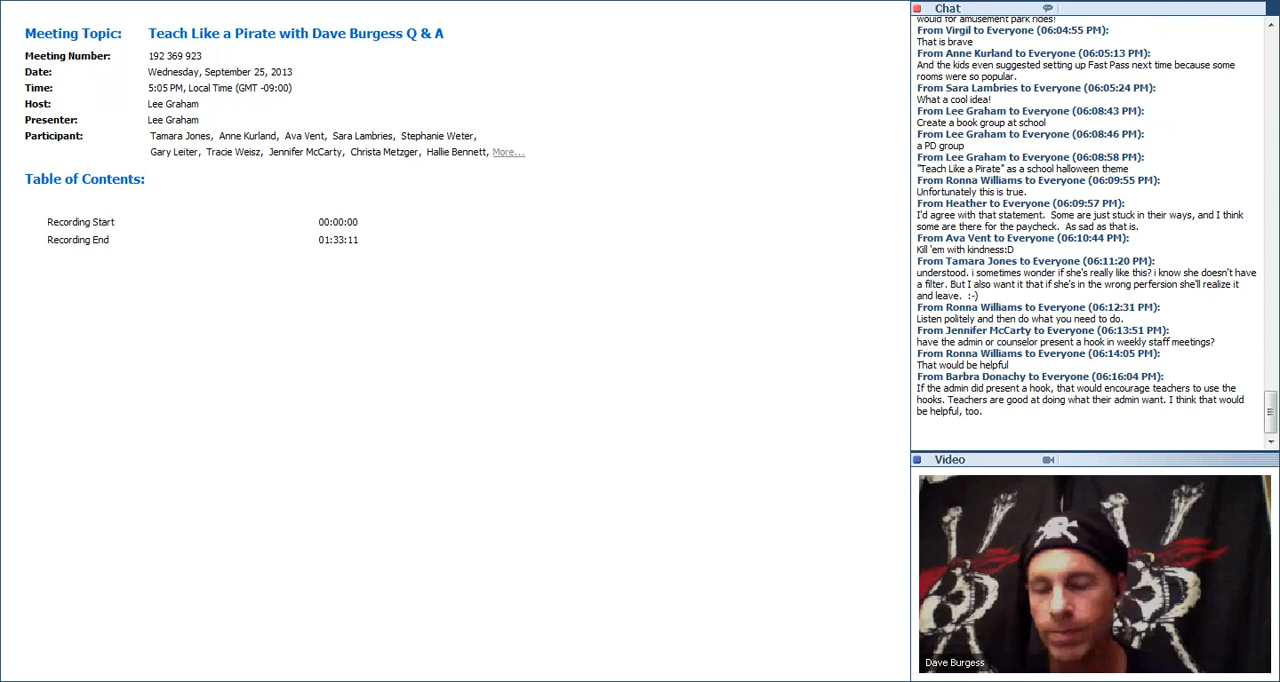 Meeting Topic: Teach Like a Pirate with Dave Burgess Q & A
Meeting Number: 192 369 923
Date: Wednesday, September 25, 2013
Time: 5:05 PM, Local Time (GMT -09:00)
Host: Lee Graham
Presenter: Lee Graham
Participant: Tamara Jones, Anne Kurland, Ava Vent, Sara Lambries, Stephanie Weter,
Gary Leiter, Tracie Weisz, Jennifer McCarty, Christa Metzger, Hallie Bennett, More...
Table of Contents:
Recording Start 00:00:00
Recording End 01:33:11
Chat
would for amusement park rides!
From Virgil to Everyone (06:04:55 PM):
That is brave
From Anne Kurland to Everyone (06:05:13 PM):
And the kids even suggested setting up Fast Pass next time because some
rooms were so popular.
From Sara Lambries to Everyone (06:05:24 PM):
What a cool idea!
From Lee Graham to Everyone (06:08:43 PM):
Create a book group at school
From Lee Graham to Everyone (06:08:46 PM):
a PD group
From Lee Graham to Everyone (06:08:58 PM):
"Teach Like a Pirate" as a school halloween theme
From Ronna Williams to Everyone (06:09:55 PM):
Unfortunately this is true.
From Heather to Everyone (06:09:57 PM):
I'd agree with that statement. Some are just stuck in their ways, and I think
some are there for the paycheck. As sad as that is.
From Ava Vent to Everyone (06:10:44 PM):
Kill 'em with kindness:D
From Tamara Jones to Everyone (06:11:20 PM):
understood. i sometimes wonder if she's really like this? i know she doesn't have
a filter. But I also want it that if she's in the wrong perfersion she'll realize it
and leave. :-)
From Ronna Williams to Everyone (06:12:31 PM):
Listen politely and then do what you need to do.
From Jennifer McCarty to Everyone (06:13:51 PM):
have the admin or counselor present a hook in weekly staff meetings?
From Ronna Williams to Everyone (06:14:05 PM):
That would be helpful
From Barbra Donachy to Everyone (06:16:04 PM):
If the admin did present a hook, that would encourage teachers to use the
hooks. Teachers are good at doing what their admin want. I think that would
be helpful, too.
Video
Dave Burgess